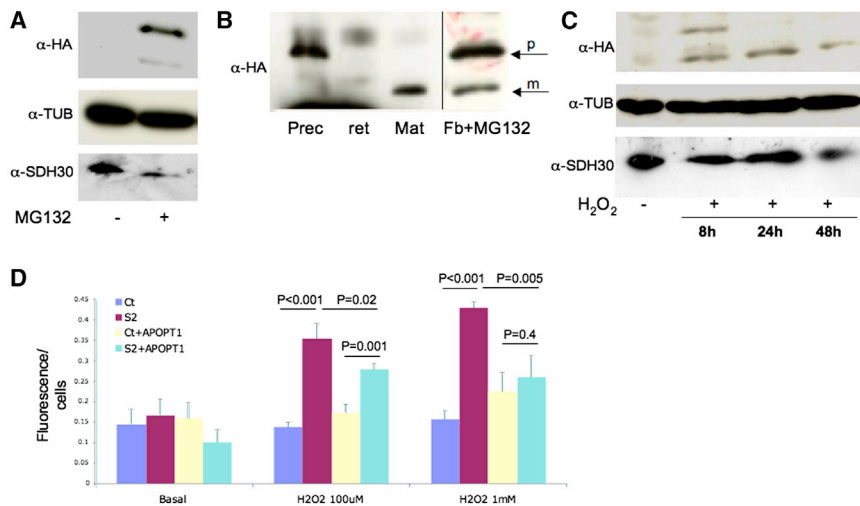 A
α-HA
α-TUB
α-SDH30
MG132 - +
B
α-HA
p
m
Prec ret Mat Fb+MG132
C
α-HA
α-TUB
α-SDH30
H2O2 - + + +
8h 24h 48h
D
Fluorescence/
cells
0.45
0.4
0.35
0.3
0.25
0.2
0.15
0.1
0.05
0
Ct
S2
Ct+APOPT1
S2+APOPT1
P<0.001 P=0.02
P=0.001
P<0.001 P=0.005
P=0.4
Basal H2O2 100uM H2O2 1mM